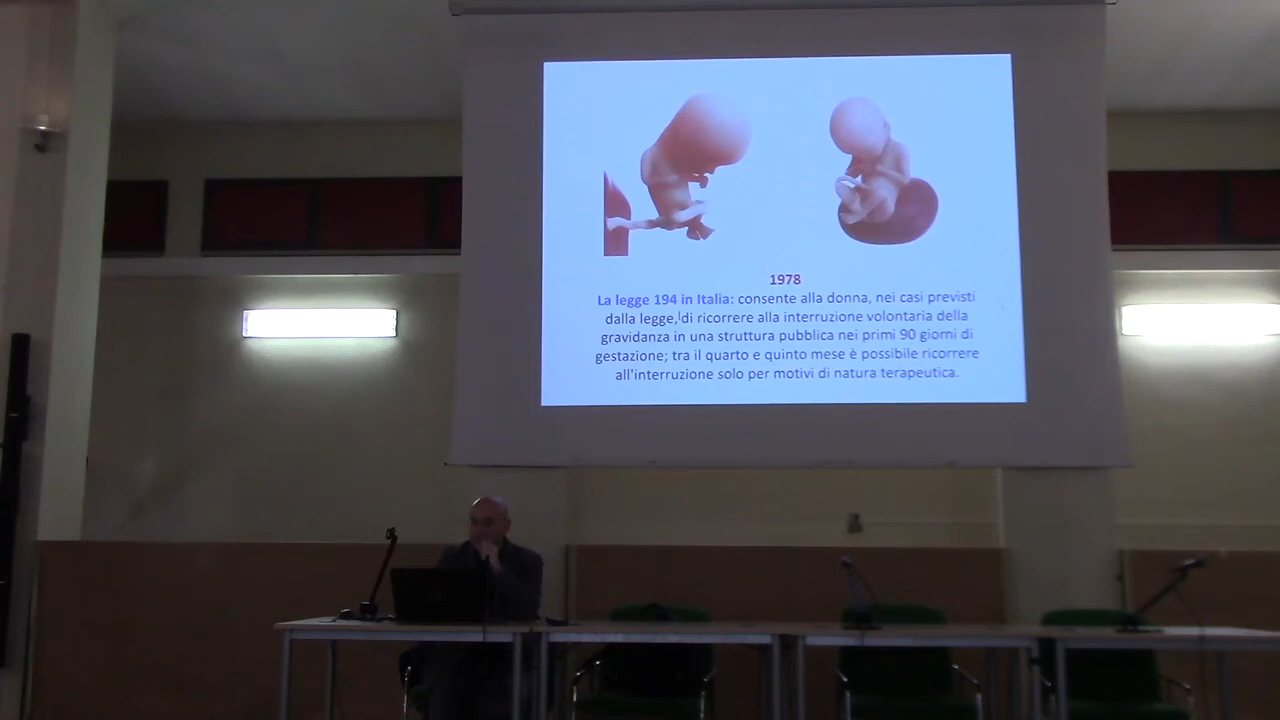 1978
La legge 194 in Italia: consente alla donna, nei casi previsti
dalla legge, di ricorrere alla interruzione volontaria della
gravidanza in una struttura pubblica nei primi 90 giorni di
gestazione; tra il quarto e quinto mese è possibile ricorrere
all'interruzione solo per motivi di natura terapeutica.